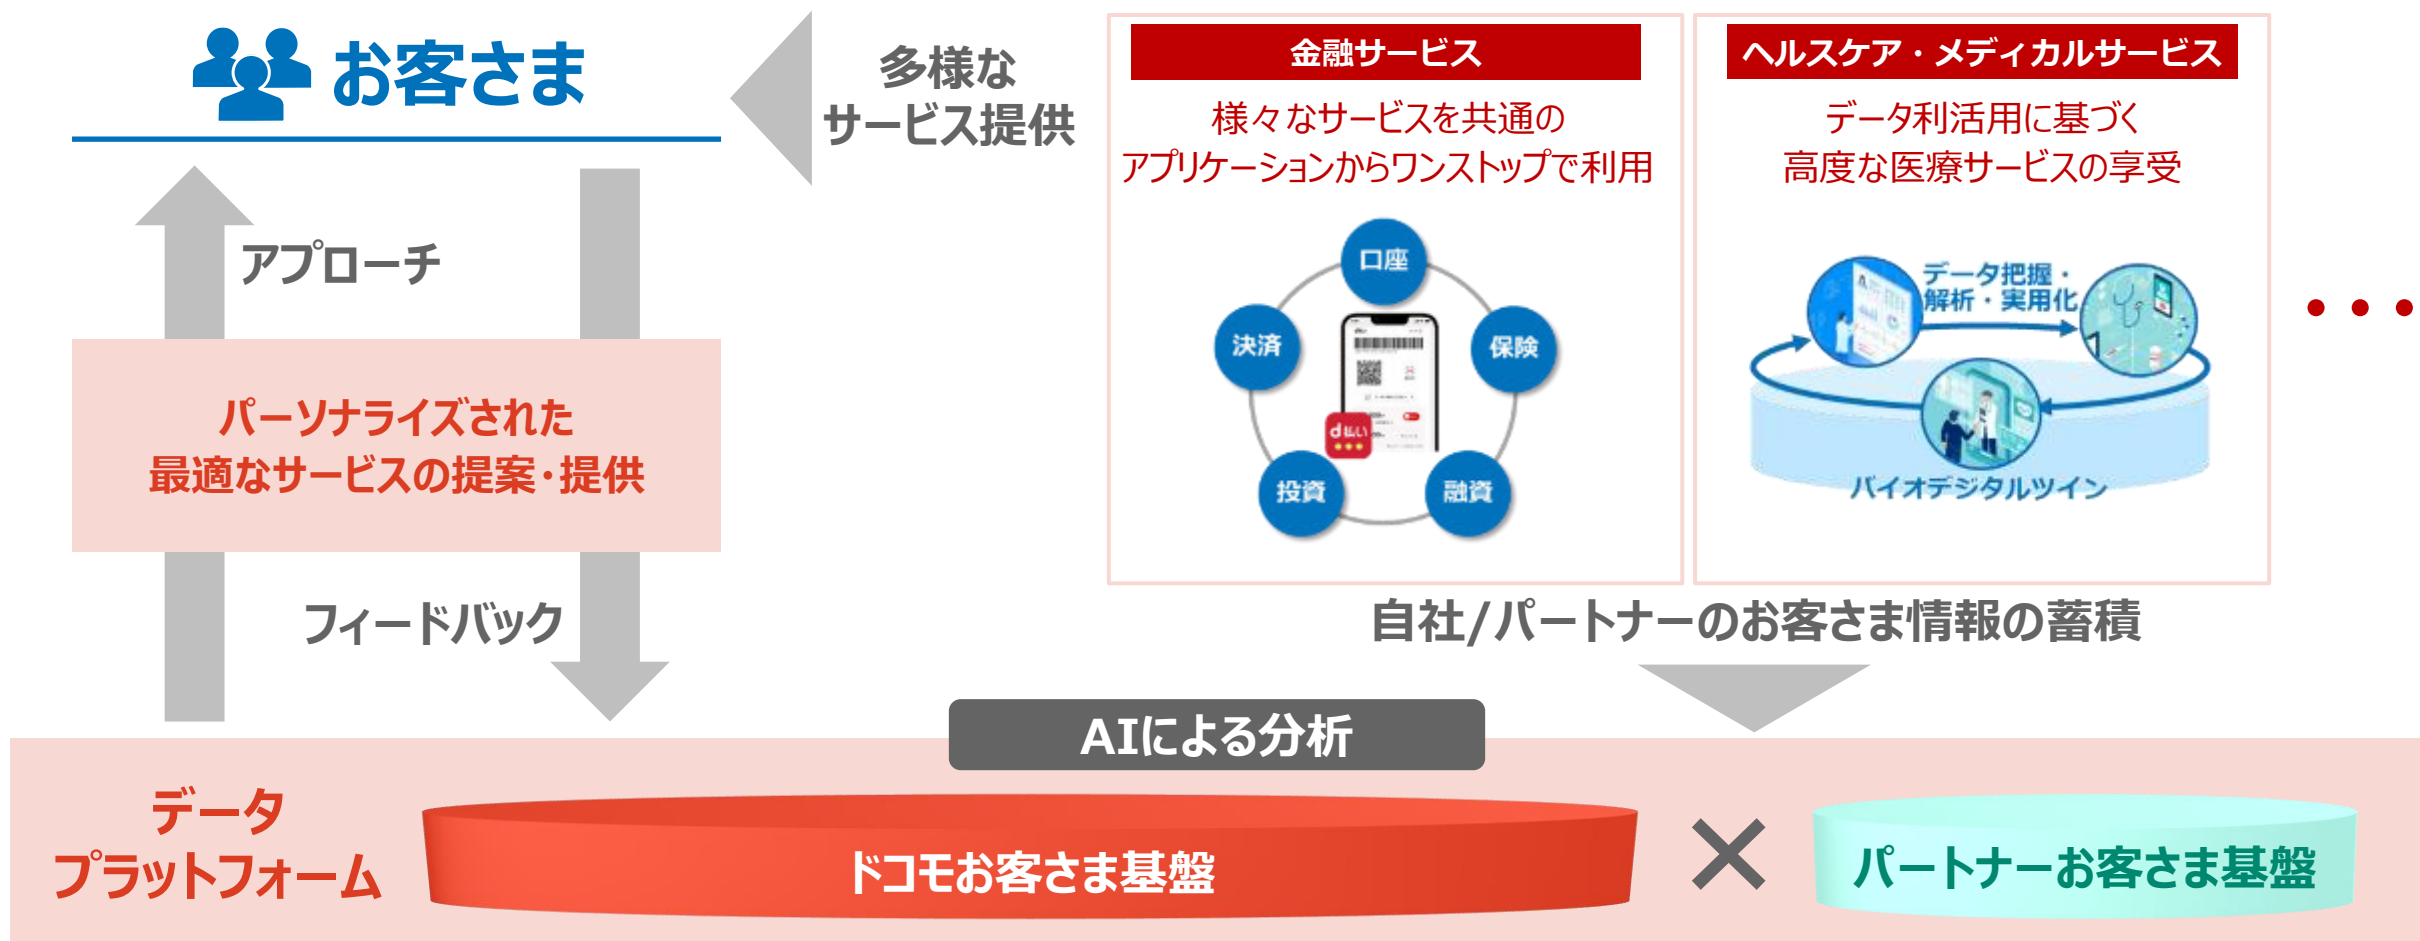 お客さま
多様な
サービス提供
金融サービス
様々なサービスを共通の
アプリケーションからワンストップで利用
口座
決済
保険
d払い
投資
融資
ヘルスケア・メディカルサービス
データ利活用に基づく
高度な医療サービスの享受
データ把握・
解析・実用化
バイオデジタルツイン
・・・
アプローチ
パーソナライズされた
最適なサービスの提案・提供
フィードバック
自社/パートナーのお客さま情報の蓄積
AIによる分析
データ
プラットフォーム
ドコモお客さま基盤
×
パートナーお客さま基盤